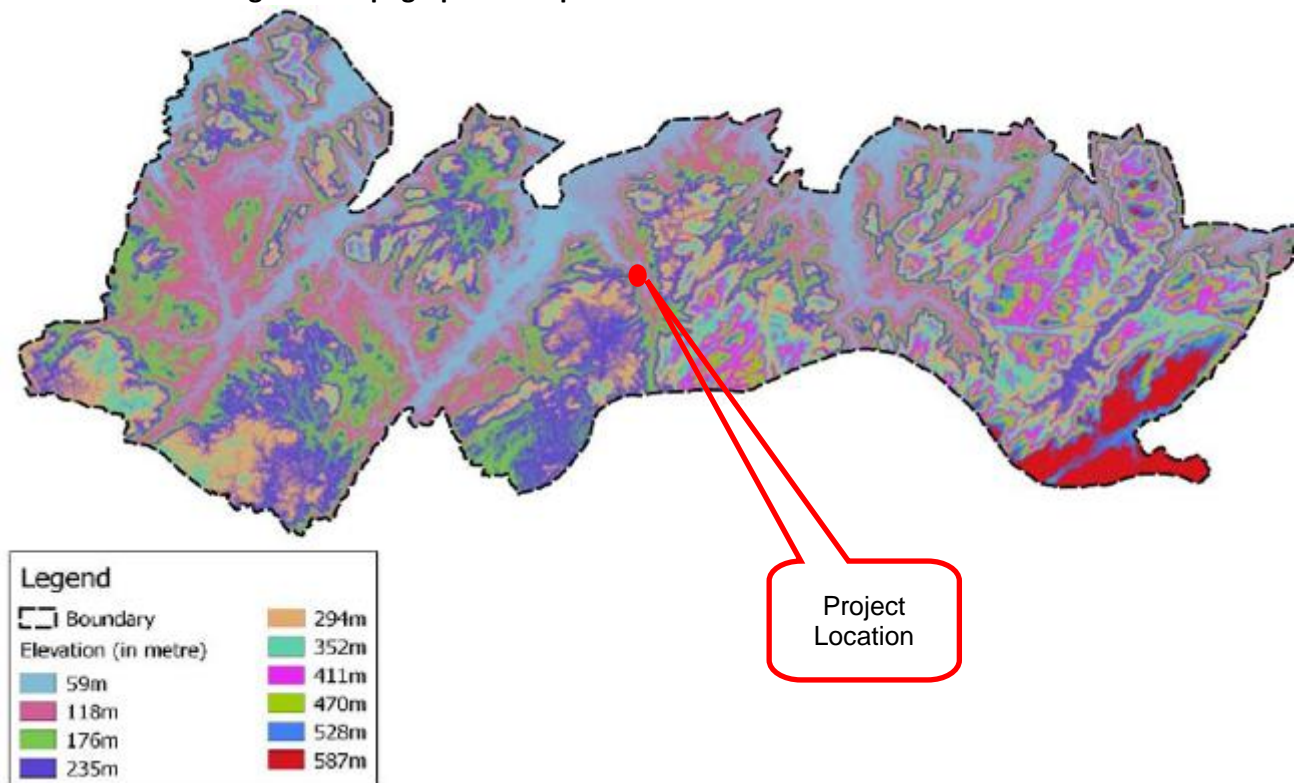 Project
Location
Legend
Boundary
Elevation (in metre)
59m
118m
176m
235m
294m
352m
411m
470m
528m
587m